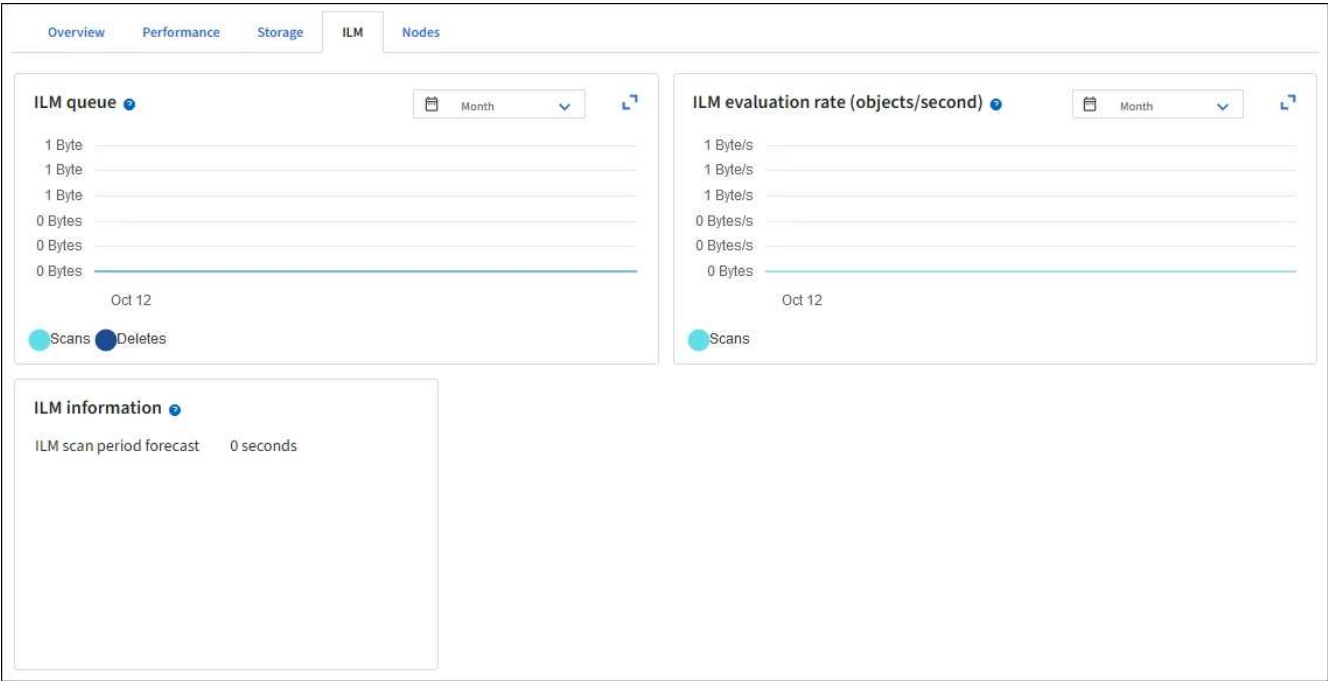 Overview Performance Storage ILM Nodes
ILM queue
Month
1 Byte
1 Byte
1 Byte
0 Bytes
0 Bytes
0 Bytes
Oct 12
Scans Deletes
ILM evaluation rate (objects/second)
Month
1 Byte/s
1 Byte/s
1 Byte/s
0 Bytes/s
0 Bytes/s
0 Bytes
Oct 12
Scans
ILM information
ILM scan period forecast 0 seconds